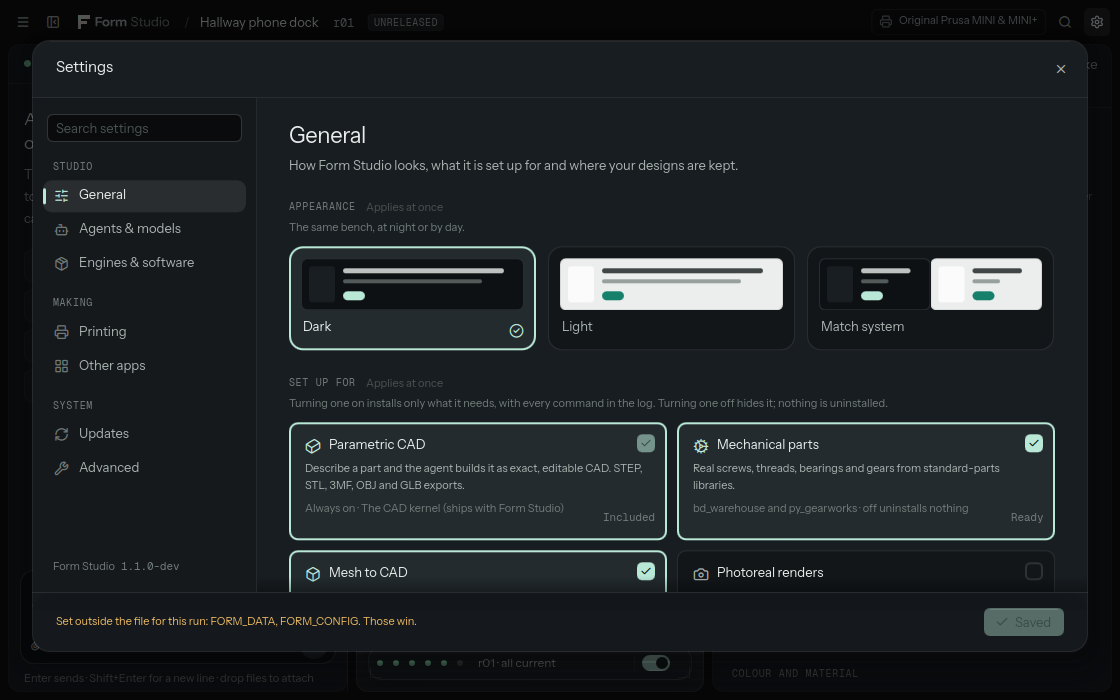 Form Studio / Hallway phone dock r01 UNRELEASED
Original Prusa MINI & MINI+
Settings
Search settings
STUDIO
General
Agents & models
Engines & software
MAKING
Printing
Other apps
SYSTEM
Updates
Advanced
Form Studio 1.1.0-dev
General
How Form Studio looks, what it is set up for and where your designs are kept.
APPEARANCE Applies at once
The same bench, at night or by day.
Dark
Light
Match system
SET UP FOR Applies at once
Turning one on installs only what it needs, with every command in the log. Turning one off hides it; nothing is uninstalled.
Parametric CAD
Describe a part and the agent builds it as exact, editable CAD. STEP,
STL, 3MF, OBJ and GLB exports.
Always on · The CAD kernel (ships with Form Studio)
Included
Mechanical parts
Real screws, threads, bearings and gears from standard-parts
libraries.
bd_warehouse and py_gearworks · off uninstalls nothing
Ready
Mesh to CAD
Photoreal renders
Set outside the file for this run: FORM_DATA, FORM_CONFIG. Those win.
Saved
r01 · all current
Enter sends · Shift+Enter for a new line · drop files to attach
COLOUR AND MATERIAL